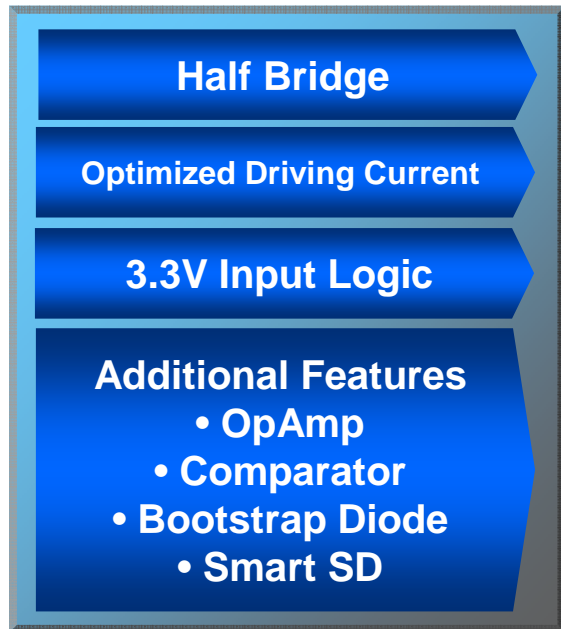 Half Bridge
Optimized Driving Current
3.3V Input Logic
Additional Features
• OpAmp
• Comparator
• Bootstrap Diode
• Smart SD